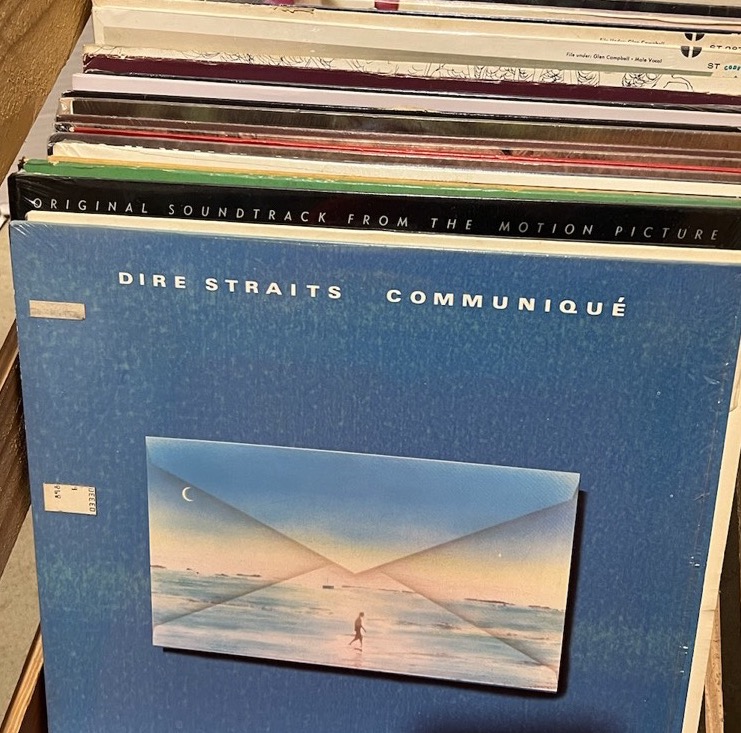 File under: Glen Campbell • Male Vocal
ST
ORIGINAL SOUNDTRACK FROM THE MOTION PICTURE
DIRE STRAITS COMMUNIQUÉ